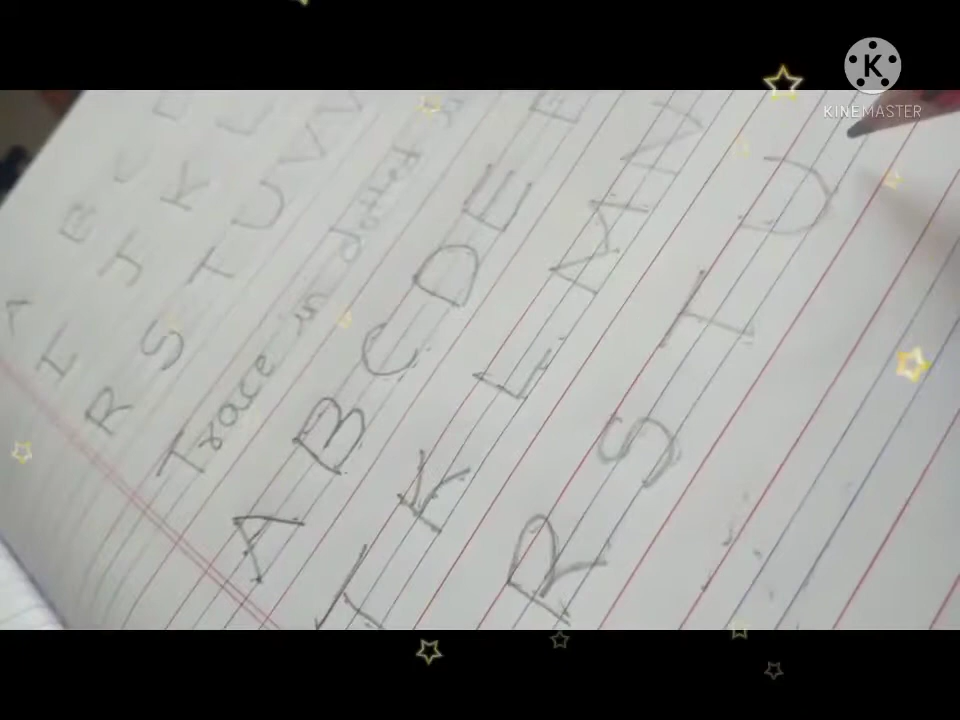 K
KINEMASTER
A B C
I J K L
R S T U V W
Trace in dotted
A B C D E F
K L M N
R S T U